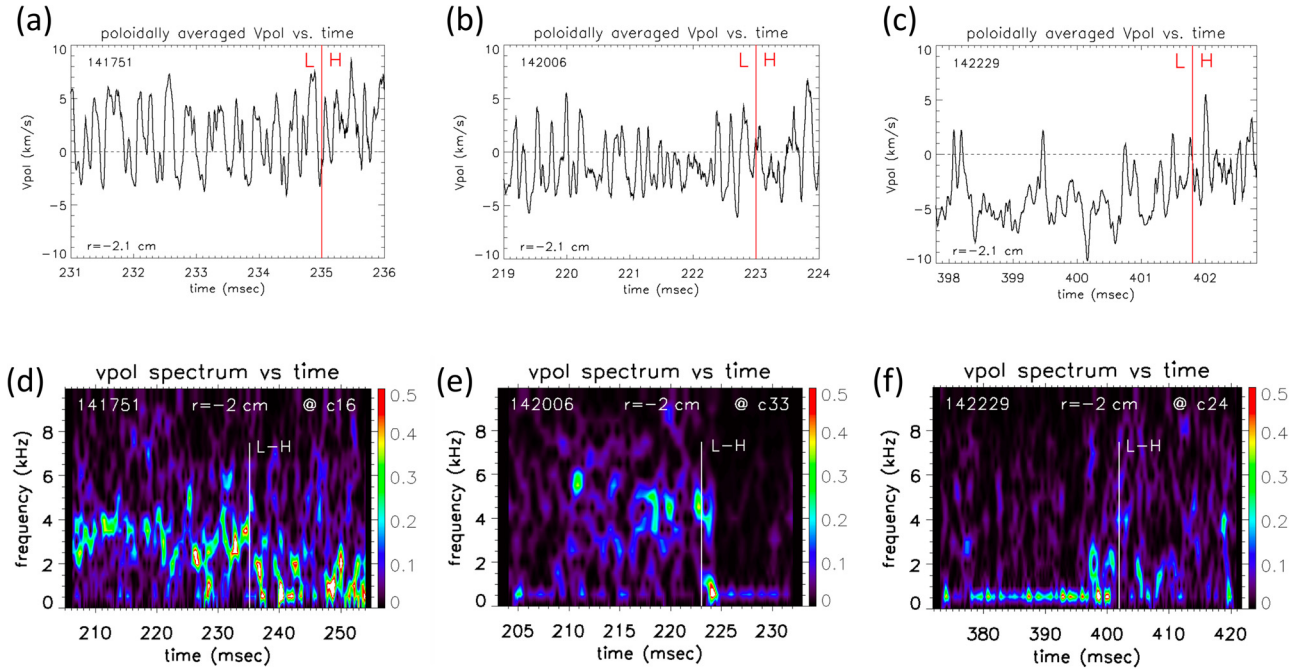 (a)
poloidally averaged Vpol vs. time
141751
L H
10
5
0
-5
-10
Vpol (km/s)
r=-2.1 cm
231 232 233 234 235 236
time (msec)
(b)
poloidally averaged Vpol vs. time
142006
L H
10
5
0
-5
-10
Vpol (km/s)
r=-2.1 cm
219 220 221 222 223 224
time (msec)
(c)
poloidally averaged Vpol vs. time
142229
L H
10
5
0
-5
-10
Vpol (km/s)
r=-2.1 cm
398 399 400 401 402
time (msec)
(d)
vpol spectrum vs time
141751 r=-2 cm @ c16
L-H
8
6
4
2
0
frequency (kHz)
0.5
0.4
0.3
0.2
0.1
0
210 220 230 240 250
time (msec)
(e)
vpol spectrum vs time
142006 r=-2 cm @ c33
L-H
8
6
4
2
0
frequency (kHz)
0.5
0.4
0.3
0.2
0.1
0
205 210 215 220 225 230
time (msec)
(f)
vpol spectrum vs time
142229 r=-2 cm @ c24
L-H
8
6
4
2
0
frequency (kHz)
0.5
0.4
0.3
0.2
0.1
0
380 390 400 410 420
time (msec)